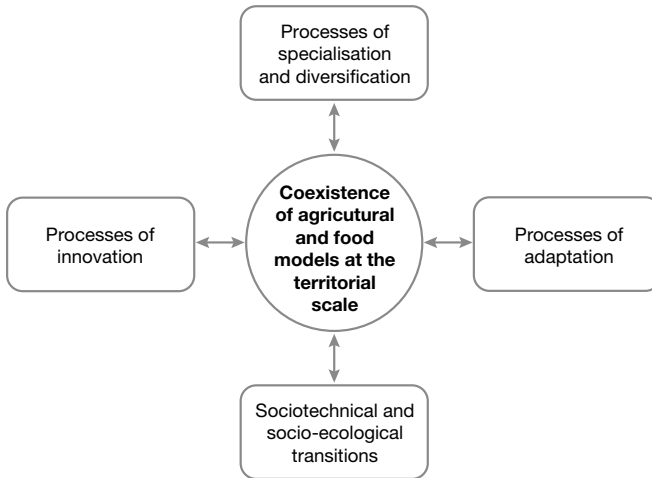 Processes of
specialisation
and diversification
Processes of
innovation
Coexistence
of agricutural
and food
models at the
territorial
scale
Processes of
adaptation
Sociotechnical and
socio-ecological
transitions